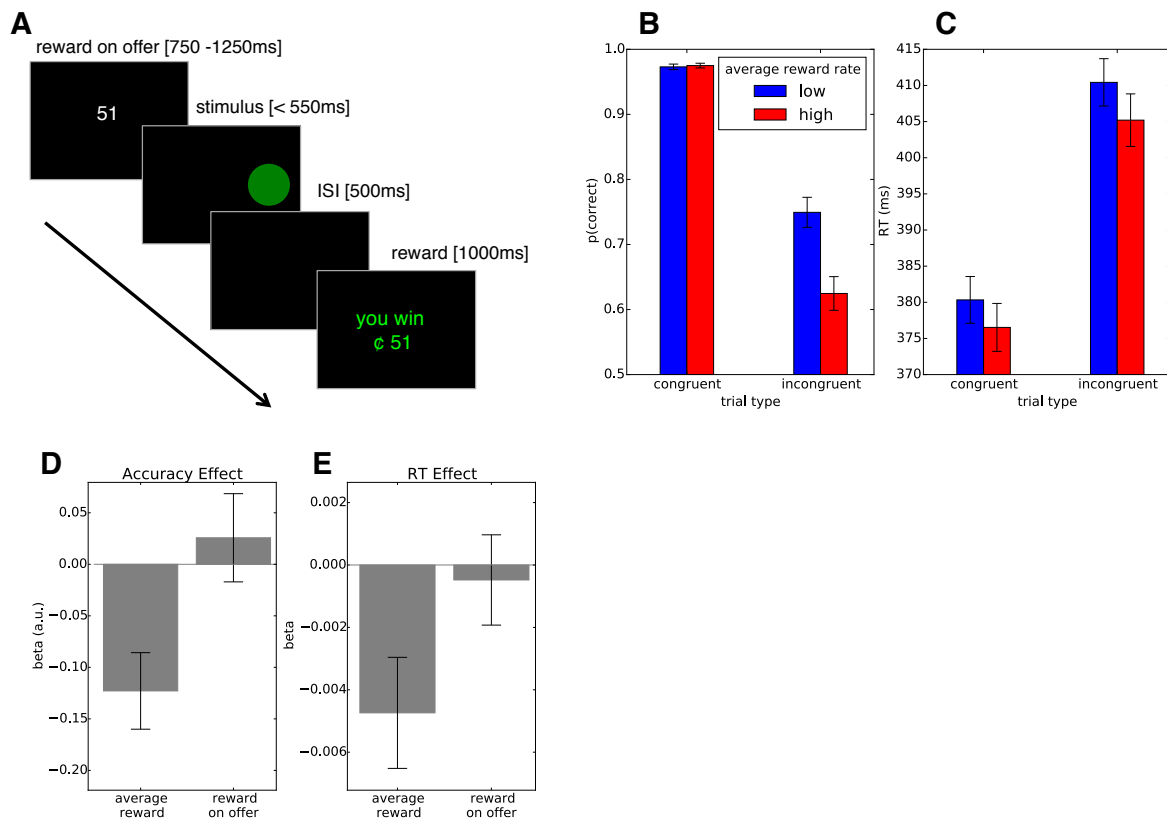 A
reward on offer [750 -1250ms]
51
stimulus [< 550ms]
ISI [500ms]
reward [1000ms]
you win
¢ 51
B
1.0
0.9
0.8
0.7
0.6
0.5
p(correct)
average reward rate
low
high
congruent
incongruent
trial type
C
415
410
405
400
395
390
385
380
375
370
RT (ms)
congruent
incongruent
trial type
D
Accuracy Effect
0.05
0.00
−0.05
−0.10
−0.15
−0.20
beta (a.u.)
average
reward
reward
on offer
E
RT Effect
0.002
0.000
−0.002
−0.004
−0.006
beta
average
reward
reward
on offer